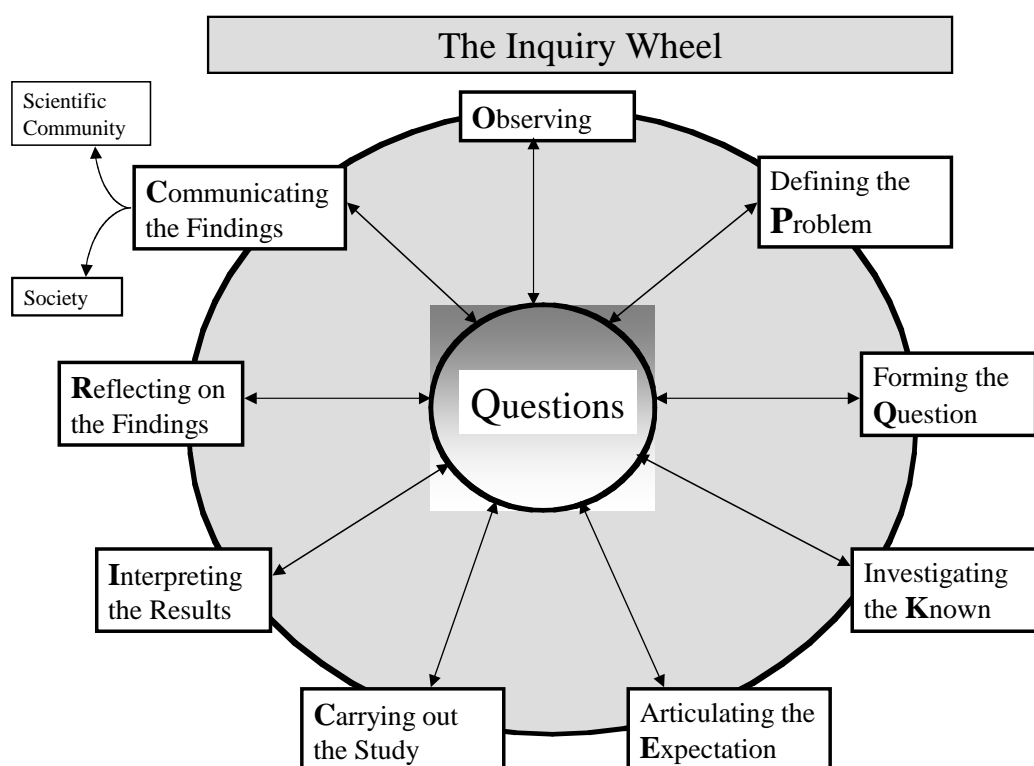 The Inquiry Wheel
Scientific
Community
Observing
Communicating
the Findings
Defining the
Problem
Society
Reflecting on
the Findings
Questions
Forming the
Question
Interpreting
the Results
Investigating
the Known
Carrying out
the Study
Articulating the
Expectation